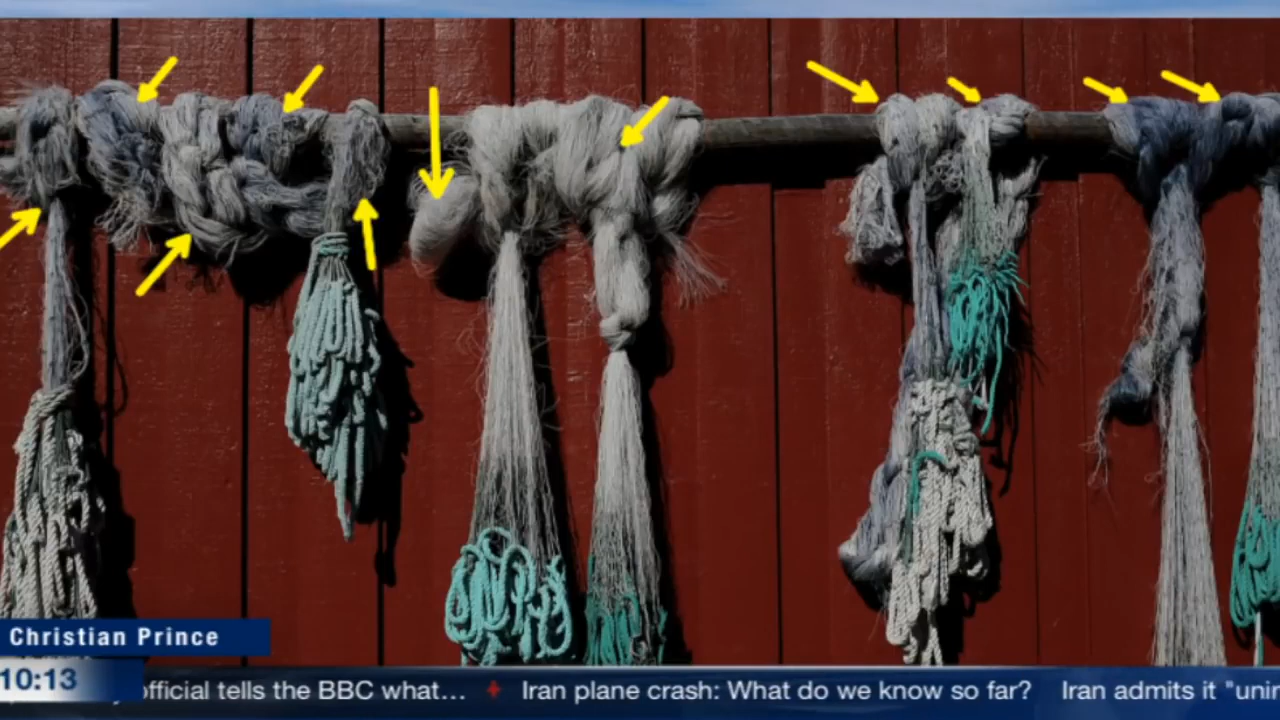 Christian Prince
10:13
official tells the BBC what... Iran plane crash: What do we know so far? Iran admits it "unin